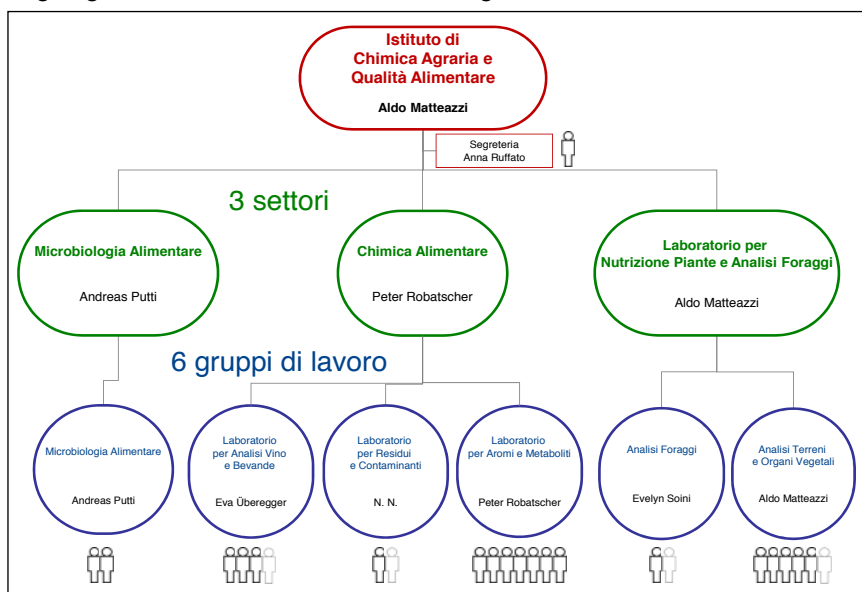 Istituto di
Chimica Agraria e
Qualità Alimentare
Aldo Matteazzi
Segreteria
Anna Ruffato
3 settori
Microbiologia Alimentare
Andreas Putti
Chimica Alimentare
Peter Robatscher
Laboratorio per
Nutrizione Piante e Analisi Foraggi
Aldo Matteazzi
6 gruppi di lavoro
Microbiologia Alimentare
Andreas Putti
Laboratorio
per Analisi Vino
e Bevande
Eva Überegger
Laboratorio
per Residui
e Contaminanti
N. N.
Laboratorio
per Aromi e Metaboliti
Peter Robatscher
Analisi Foraggi
Evelyn Soini
Analisi Terreni
e Organi Vegetali
Aldo Matteazzi